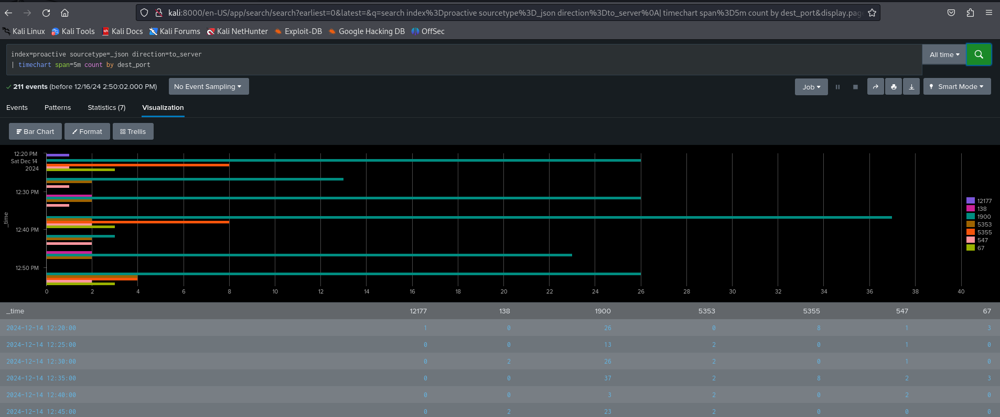 kali:8000/en-US/app/search/search?earliest=0&latest=&q=search index%3Dproactive sourcetype%3D_json direction%3Dto_server%0A| timechart span%3D5m count by dest_port&display.page
Kali Linux Kali Tools Kali Docs Kali Forums Kali NetHunter Exploit-DB Google Hacking DB OffSec
index=proactive sourcetype=_json direction=to_server
| timechart span=5m count by dest_port
All time
211 events (before 12/16/24 2:50:02.000 PM) No Event Sampling Job Smart Mode
Events Patterns Statistics (7) Visualization
Bar Chart Format Trellis
12:20 PM
Sat Dec 14
2024
12:30 PM
12:40 PM
12:50 PM
_time
0 2 4 6 8 10 12 14 16 18 20 22 24 26 28 30 32 34 36 38 40
12177
138
1900
5353
5355
547
67
_time 12177 138 1900 5353 5355 547 67
2024-12-14 12:20:00 1 0 26 0 8 1 3
2024-12-14 12:25:00 0 0 13 2 0 1 0
2024-12-14 12:30:00 0 2 26 2 0 1 0
2024-12-14 12:35:00 0 0 37 2 8 2 3
2024-12-14 12:40:00 0 0 3 2 0 2 0
2024-12-14 12:45:00 0 2 23 2 0 0 0